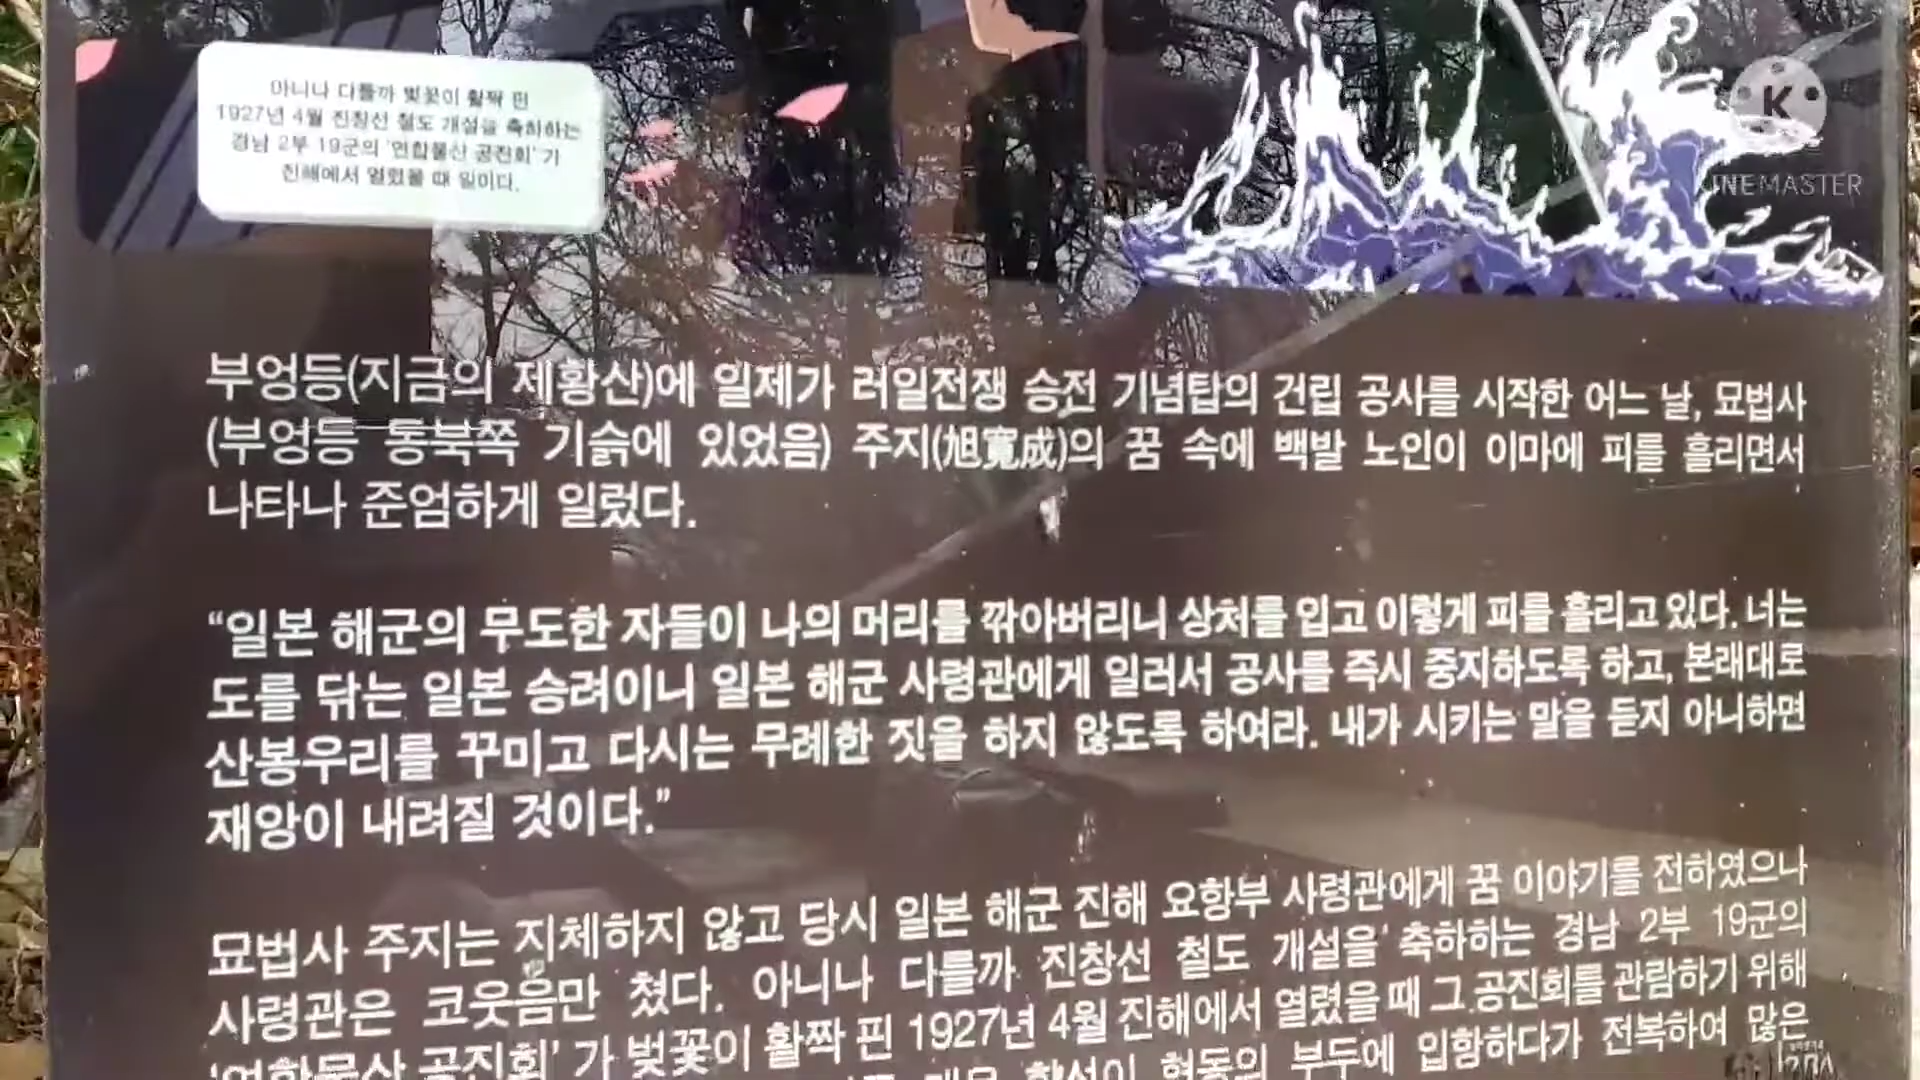 아니나 다를까 벚꽃이 활짝 핀
1927년 4월 진창선 철도 개설을 축하하는
경남 2부 19군의 '연합물산 공진회' 가
진해에서 열렸을 때 일이다.
K
KINEMASTER
부엉등(지금의 제황산)에 일제가 러일전쟁 승전 기념탑의 건립 공사를 시작한 어느 날, 묘법사
(부엉등 동북쪽 기슭에 있었음) 주지(旭寬成)의 꿈 속에 백발 노인이 이마에 피를 흘리면서
나타나 준엄하게 일렀다.
“일본 해군의 무도한 자들이 나의 머리를 깎아버리니 상처를 입고 이렇게 피를 흘리고 있다. 너는
도를 닦는 일본 승려이니 일본 해군 사령관에게 일러서 공사를 즉시 중지하도록 하고, 본래대로
산봉우리를 꾸미고 다시는 무례한 짓을 하지 않도록 하여라. 내가 시키는 말을 듣지 아니하면
재앙이 내려질 것이다.”
묘법사 주지는 지체하지 않고 당시 일본 해군 진해 요항부 사령관에게 꿈 이야기를 전하였으나
사령관은 코웃음만 쳤다. 아니나 다를까 진창선 철도 개설을 축하하는 경남 2부 19군의
'연합물산 공진회' 가 벚꽃이 활짝 핀 1927년 4월 진해에서 열렸을 때 그 공진회를 관람하기 위해
부두에 입항하다가 전복하여 많은